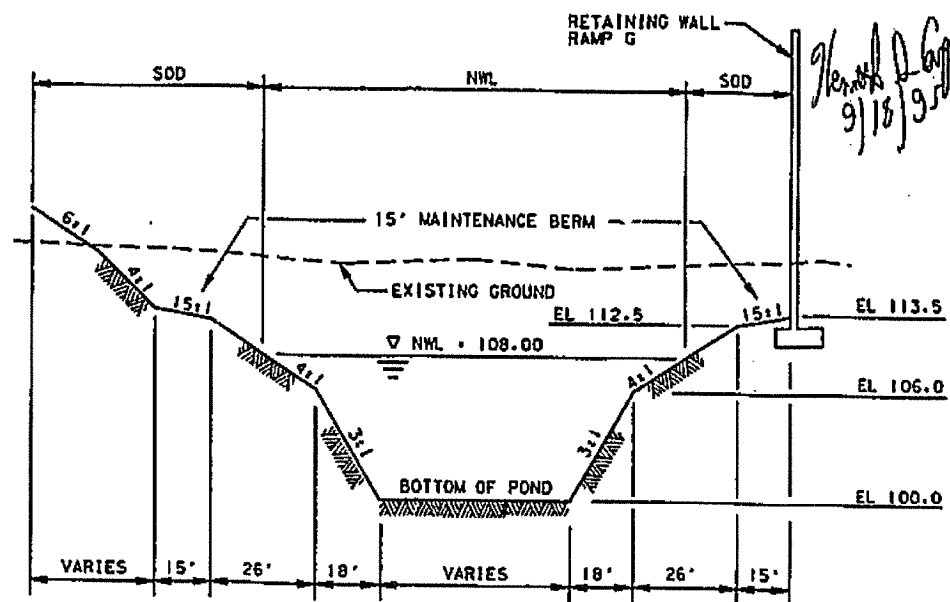 RETAINING WALL
RAMP G
9/18/95
SOD
NWL
SOD
6:1
15' MAINTENANCE BERM
4:1
15:1
EXISTING GROUND
EL 112.5
15:1
EL 113.5
NWL = 108.00
4:1
4:1
EL 106.0
3:1
3:1
BOTTOM OF POND
EL 100.0
VARIES
15'
26'
18'
VARIES
18'
26'
15'